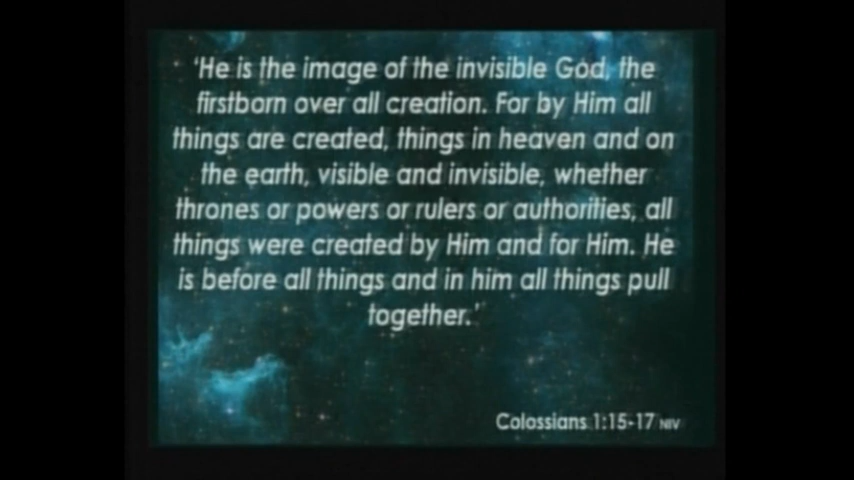 'He is the image of the invisible God, the
firstborn over all creation. For by Him all
things are created, things in heaven and on
the earth, visible and invisible, whether
thrones or powers or rulers or authorities, all
things were created by Him and for Him. He
is before all things and in him all things pull
together.'
Colossians 1:15-17 NIV